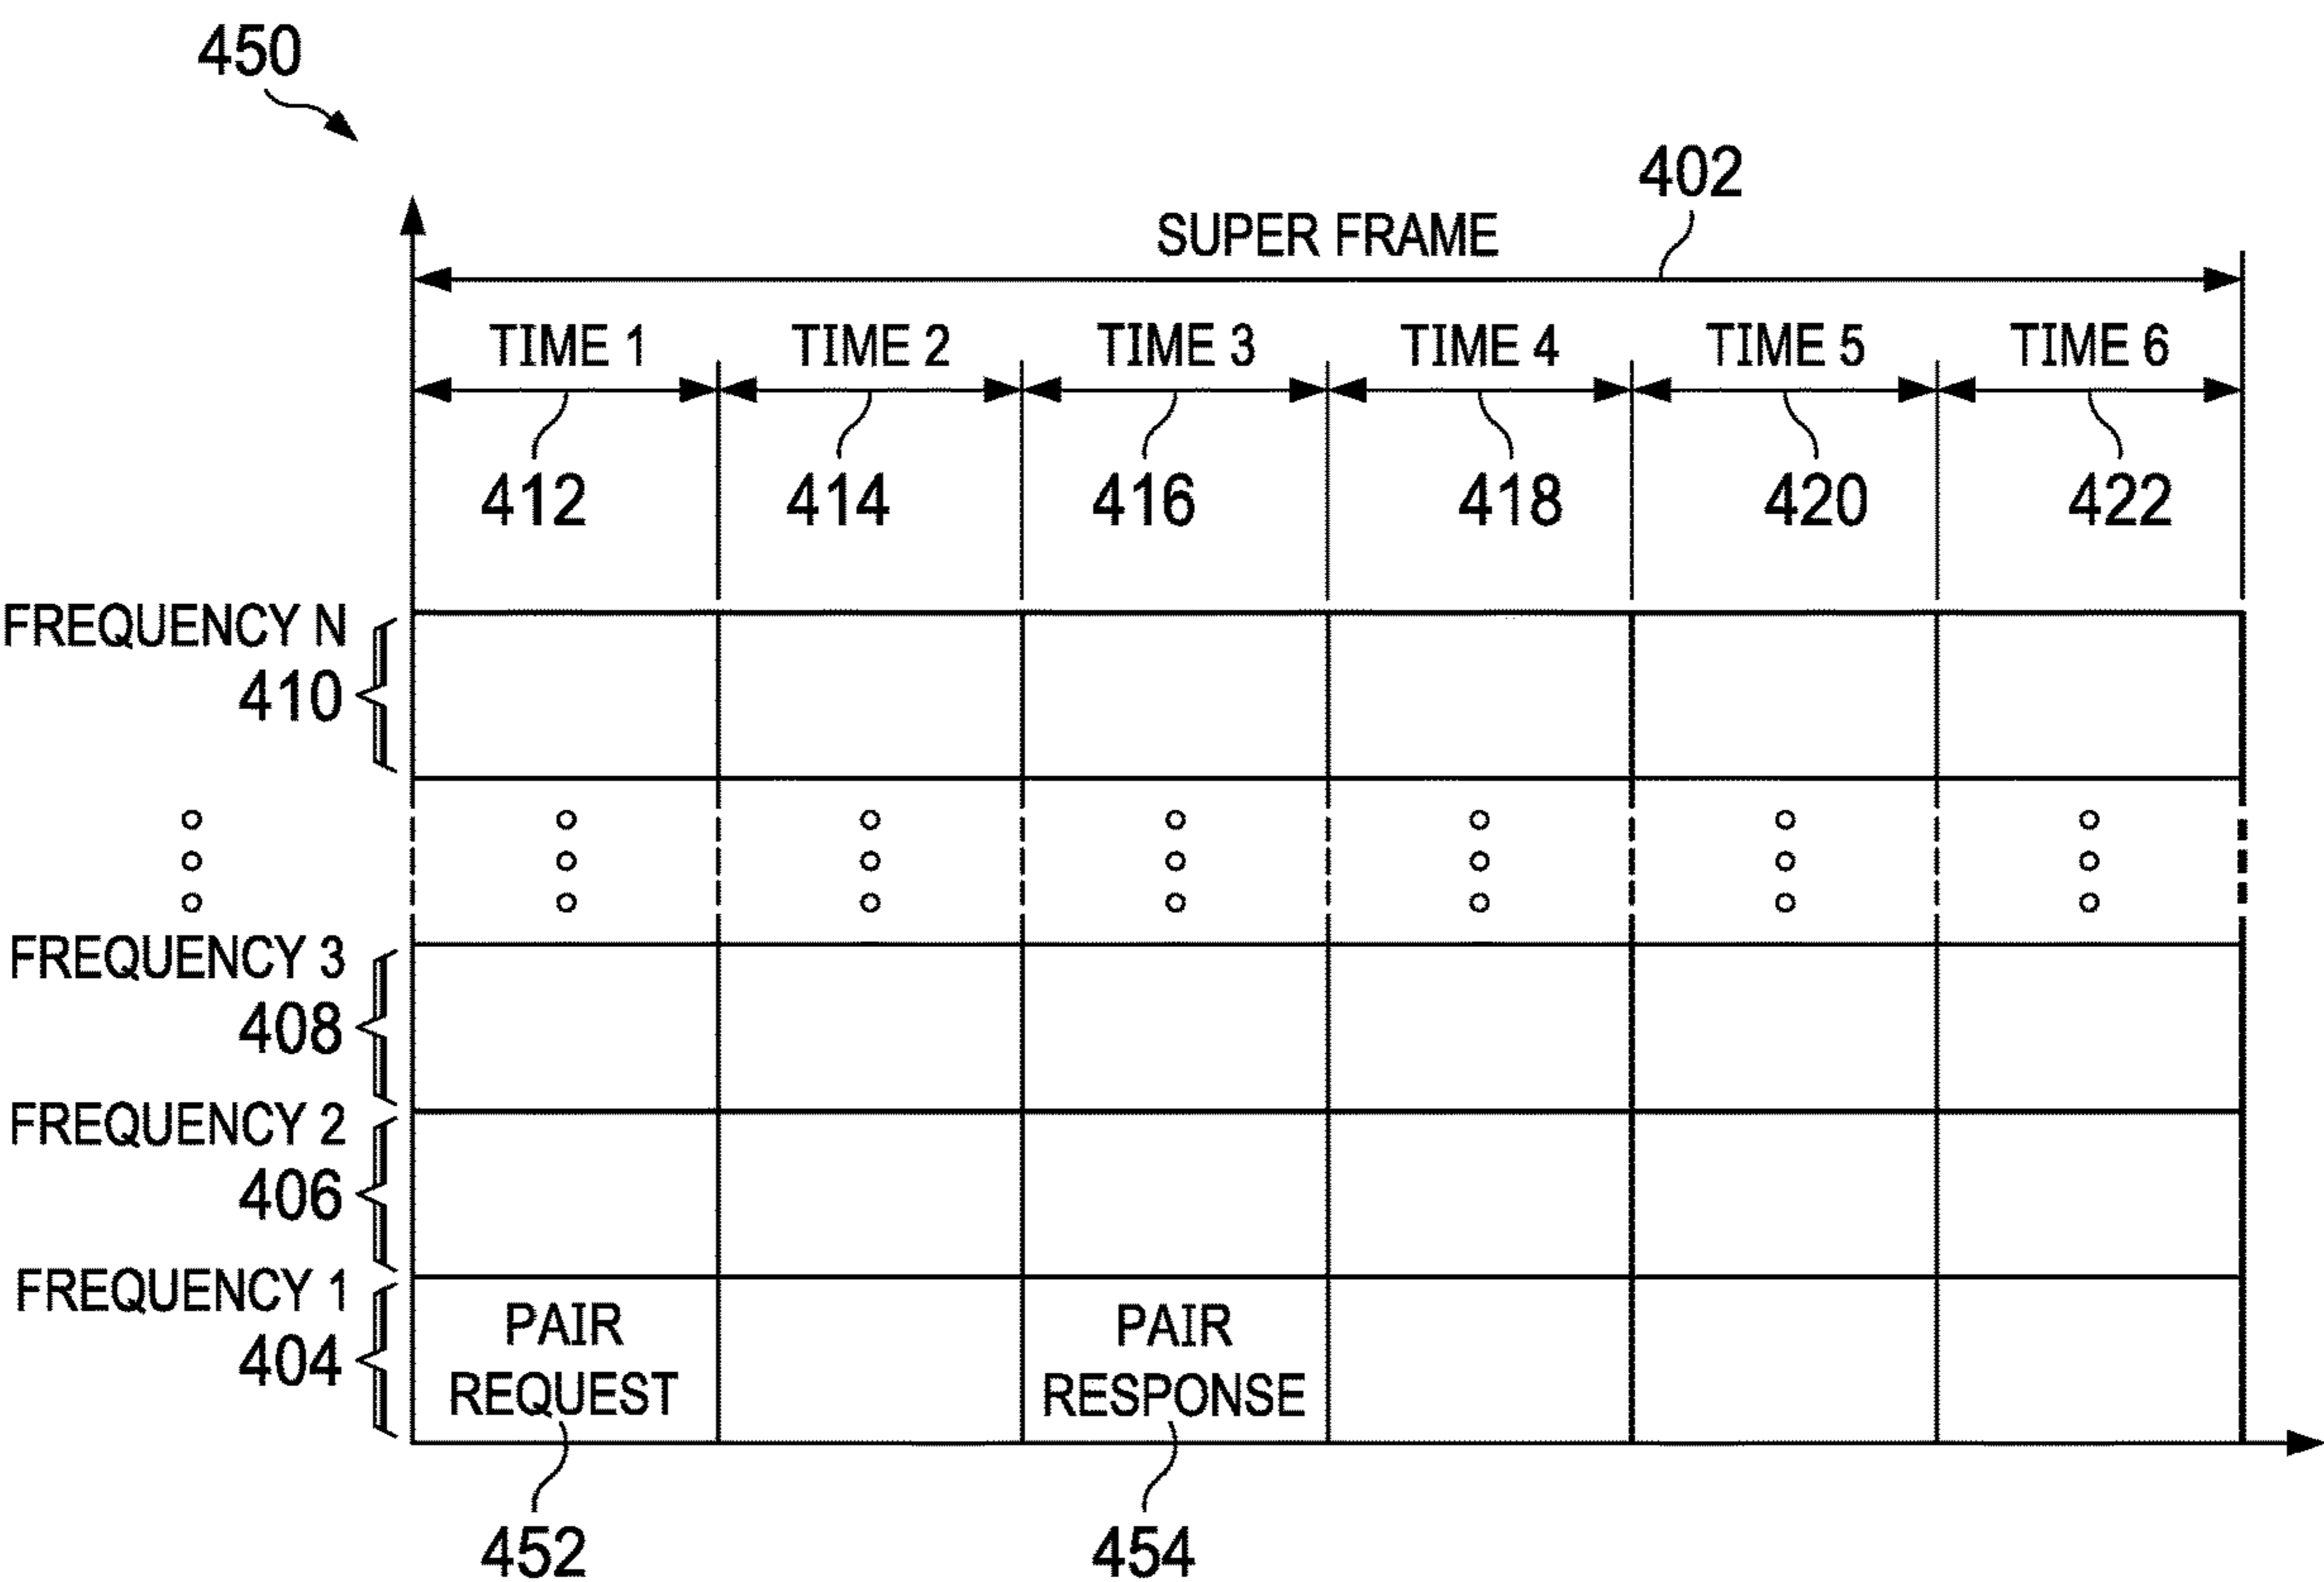 450
402
SUPER FRAME
TIME 1 TIME 2 TIME 3 TIME 4 TIME 5 TIME 6
412 414 416 418 420 422
FREQUENCY N
410
FREQUENCY 3
408
FREQUENCY 2
406
FREQUENCY 1
404
PAIR
REQUEST
PAIR
RESPONSE
452 454